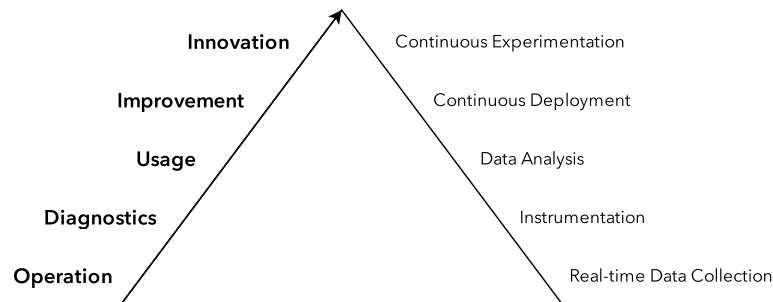 Innovation
Continuous Experimentation
Improvement
Continuous Deployment
Usage
Data Analysis
Diagnostics
Instrumentation
Operation
Real-time Data Collection